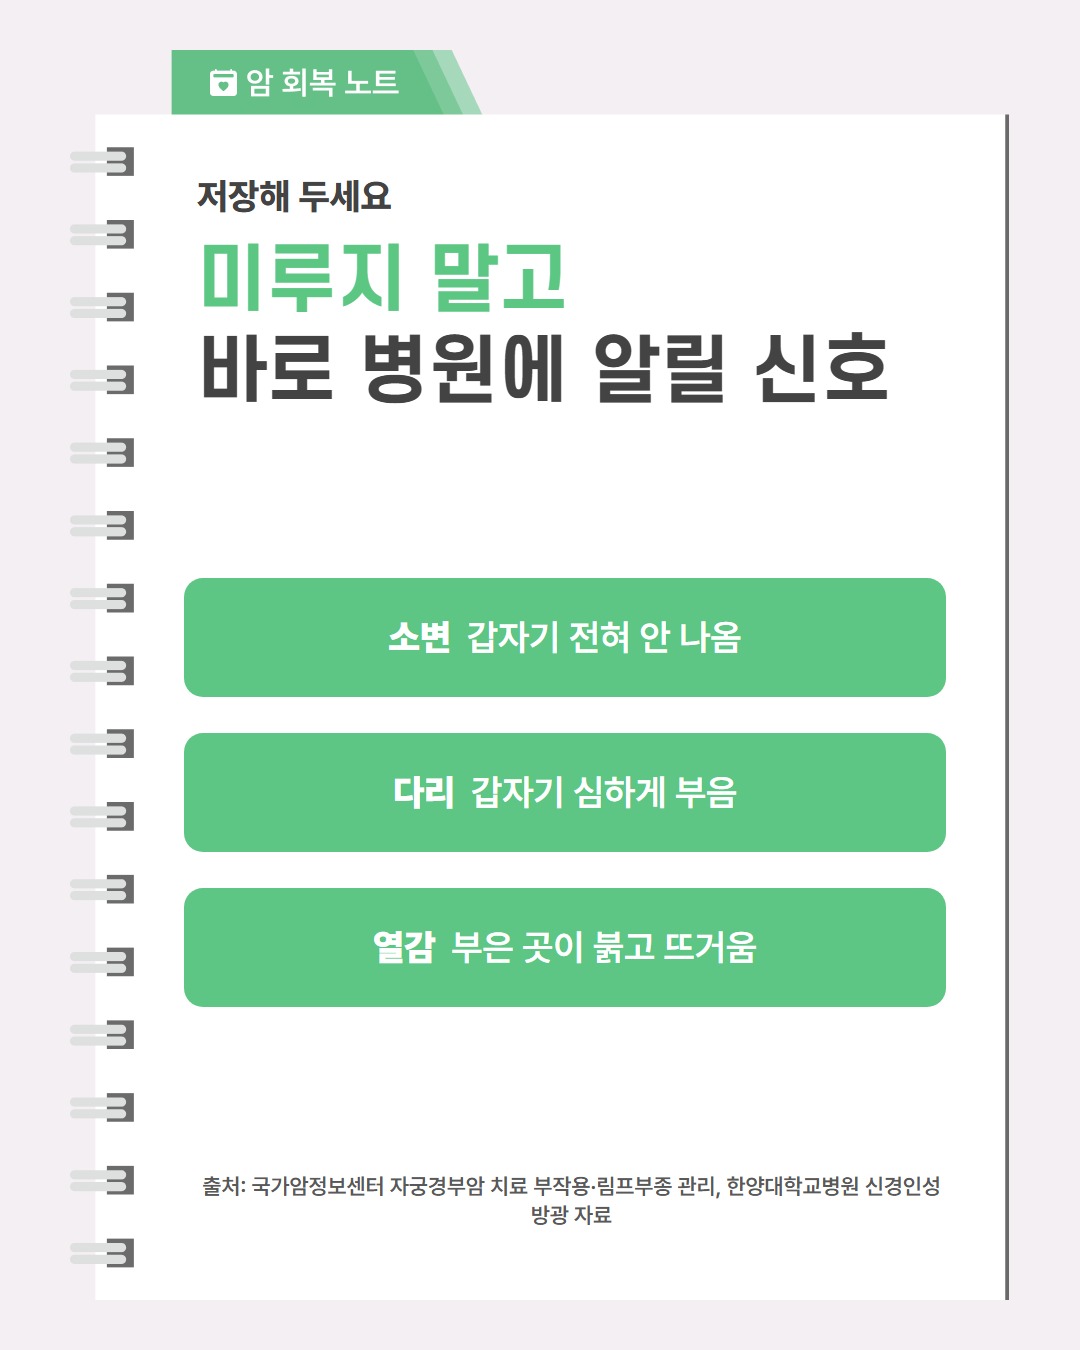 암 회복 노트
저장해 두세요
미루지 말고
바로 병원에 알릴 신호
소변 갑자기 전혀 안 나옴
다리 갑자기 심하게 부음
열감 부은 곳이 붉고 뜨거움
출처: 국가암정보센터 자궁경부암 치료 부작용·림프부종 관리, 한양대학교병원 신경인성
방광 자료